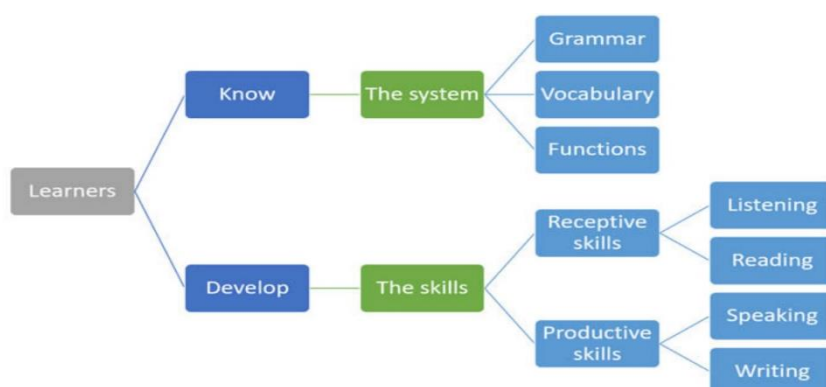 Grammar
Know
The system
Vocabulary
Functions
Learners
Listening
Receptive
skills
Reading
Develop
The skills
Speaking
Productive
skills
Writing